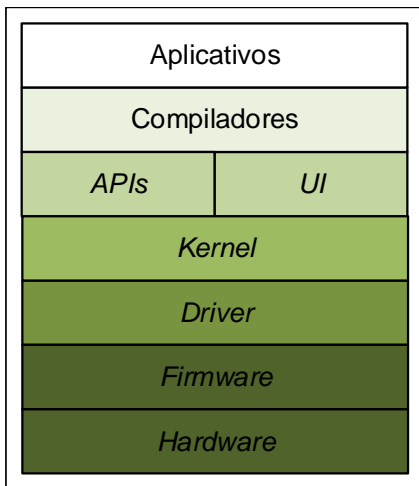 Aplicativos
Compiladores
APIs UI
Kernel
Driver
Firmware
Hardware